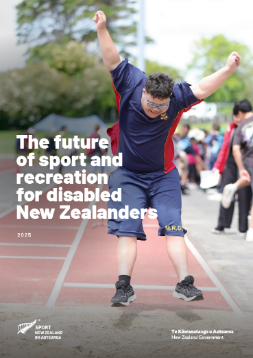 The future
of sport and
recreation
for disabled
New Zealanders
2025
SPORT
NEW ZEALAND
IHI AOTEAROA
Te Kāwanatanga o Aotearoa
New Zealand Government